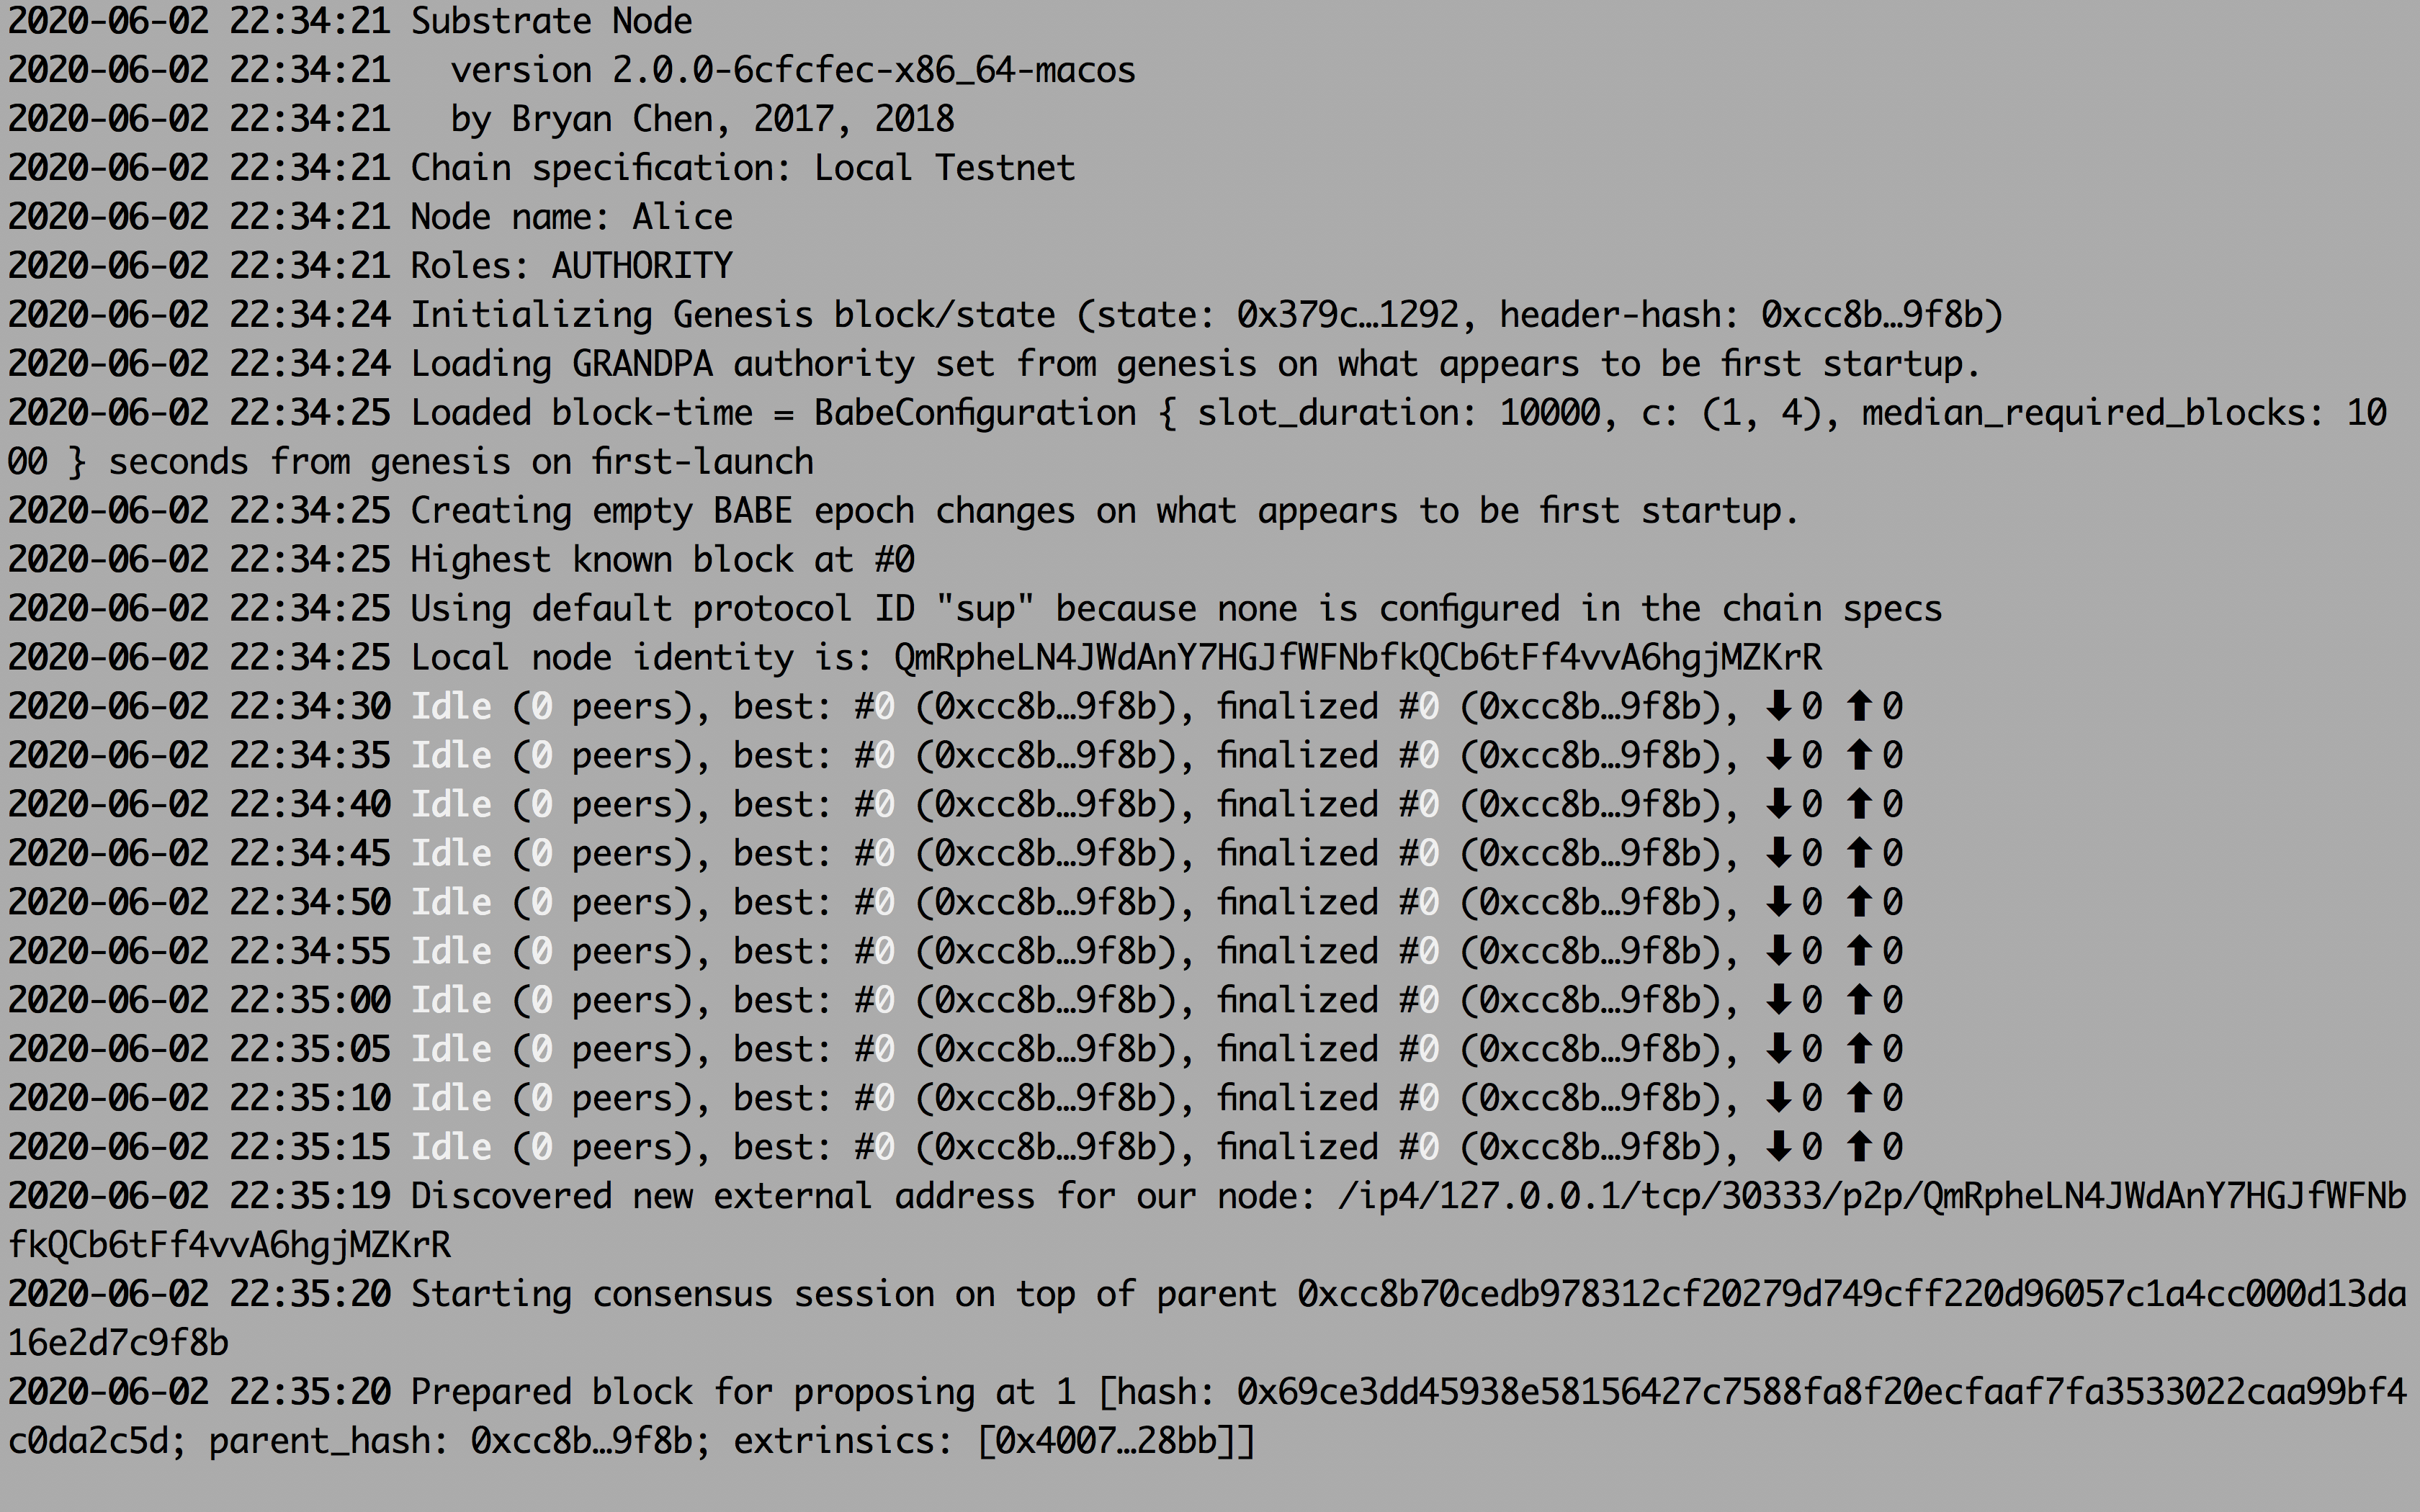 2020-06-02 22:34:21 Substrate Node
2020-06-02 22:34:21   version 2.0.0-6cfcfec-x86_64-macos
2020-06-02 22:34:21   by Bryan Chen, 2017, 2018
2020-06-02 22:34:21 Chain specification: Local Testnet
2020-06-02 22:34:21 Node name: Alice
2020-06-02 22:34:21 Roles: AUTHORITY
2020-06-02 22:34:24 Initializing Genesis block/state (state: 0x379c…1292, header-hash: 0xcc8b…9f8b)
2020-06-02 22:34:24 Loading GRANDPA authority set from genesis on what appears to be first startup.
2020-06-02 22:34:25 Loaded block-time = BabeConfiguration { slot_duration: 10000, c: (1, 4), median_required_blocks: 10
00 } seconds from genesis on first-launch
2020-06-02 22:34:25 Creating empty BABE epoch changes on what appears to be first startup.
2020-06-02 22:34:25 Highest known block at #0
2020-06-02 22:34:25 Using default protocol ID "sup" because none is configured in the chain specs
2020-06-02 22:34:25 Local node identity is: QmRpheLN4JWdAnY7HGJfWFNbfkQCb6tFf4vvA6hgjMZKrR
2020-06-02 22:34:30 Idle (0 peers), best: #0 (0xcc8b…9f8b), finalized #0 (0xcc8b…9f8b), ⬇ 0 ⬆ 0
2020-06-02 22:34:35 Idle (0 peers), best: #0 (0xcc8b…9f8b), finalized #0 (0xcc8b…9f8b), ⬇ 0 ⬆ 0
2020-06-02 22:34:40 Idle (0 peers), best: #0 (0xcc8b…9f8b), finalized #0 (0xcc8b…9f8b), ⬇ 0 ⬆ 0
2020-06-02 22:34:45 Idle (0 peers), best: #0 (0xcc8b…9f8b), finalized #0 (0xcc8b…9f8b), ⬇ 0 ⬆ 0
2020-06-02 22:34:50 Idle (0 peers), best: #0 (0xcc8b…9f8b), finalized #0 (0xcc8b…9f8b), ⬇ 0 ⬆ 0
2020-06-02 22:34:55 Idle (0 peers), best: #0 (0xcc8b…9f8b), finalized #0 (0xcc8b…9f8b), ⬇ 0 ⬆ 0
2020-06-02 22:35:00 Idle (0 peers), best: #0 (0xcc8b…9f8b), finalized #0 (0xcc8b…9f8b), ⬇ 0 ⬆ 0
2020-06-02 22:35:05 Idle (0 peers), best: #0 (0xcc8b…9f8b), finalized #0 (0xcc8b…9f8b), ⬇ 0 ⬆ 0
2020-06-02 22:35:10 Idle (0 peers), best: #0 (0xcc8b…9f8b), finalized #0 (0xcc8b…9f8b), ⬇ 0 ⬆ 0
2020-06-02 22:35:15 Idle (0 peers), best: #0 (0xcc8b…9f8b), finalized #0 (0xcc8b…9f8b), ⬇ 0 ⬆ 0
2020-06-02 22:35:19 Discovered new external address for our node: /ip4/127.0.0.1/tcp/30333/p2p/QmRpheLN4JWdAnY7HGJfWFNb
fkQCb6tFf4vvA6hgjMZKrR
2020-06-02 22:35:20 Starting consensus session on top of parent 0xcc8b70cedb978312cf20279d749cff220d96057c1a4cc000d13da
16e2d7c9f8b
2020-06-02 22:35:20 Prepared block for proposing at 1 [hash: 0x69ce3dd45938e58156427c7588fa8f20ecfaaf7fa3533022caa99bf4
c0da2c5d; parent_hash: 0xcc8b…9f8b; extrinsics: [0x4007…28bb]]